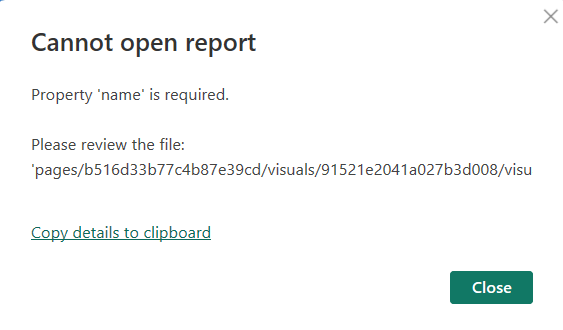 Cannot open report
Property 'name' is required.
Please review the file:
'pages/b516d33b77c4b87e39cd/visuals/91521e2041a027b3d008/visu
Copy details to clipboard
Close